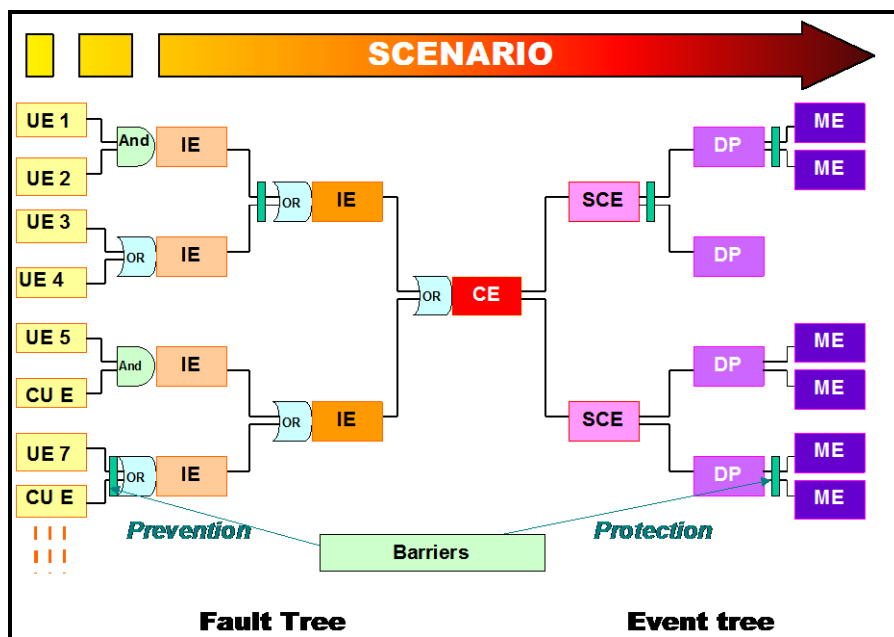 SCENARIO
UE 1
And
IE
UE 2
UE 3
OR
IE
UE 4
OR
IE
UE 5
And
IE
CU E
UE 7
OR
IE
CU E
OR
IE
OR
CE
SCE
DP
ME
ME
DP
SCE
DP
ME
ME
DP
ME
ME
Prevention
Barriers
Protection
Fault Tree
Event tree